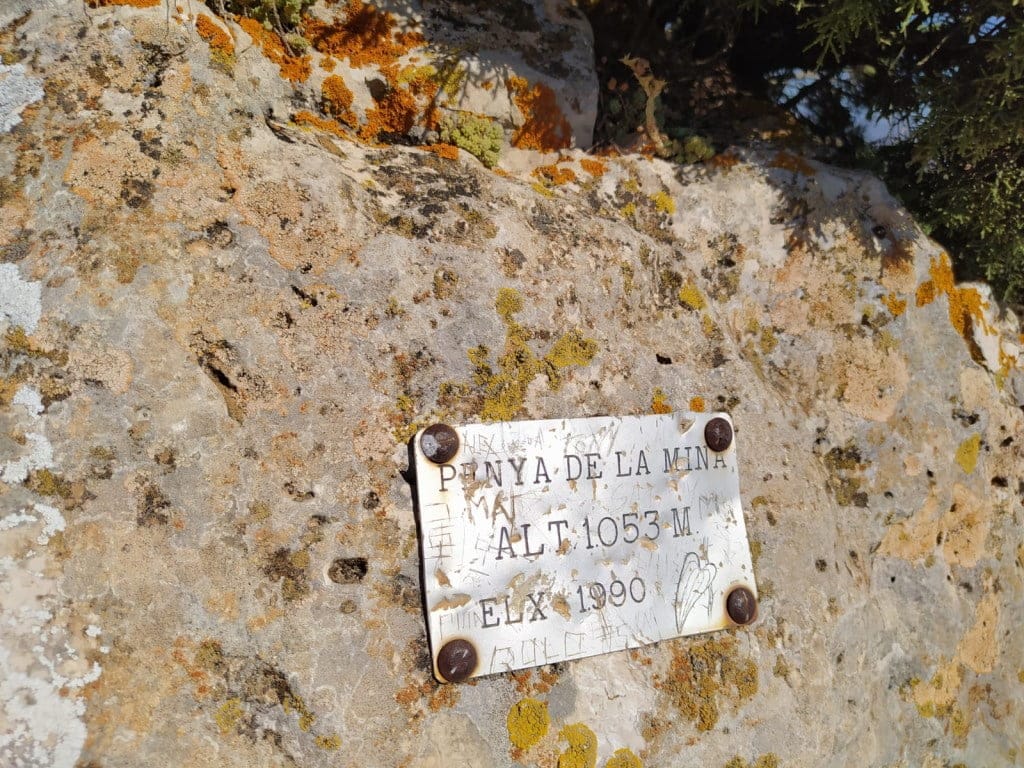 PENYA DE LA MINA
ALT.1053 M
ELX 1990